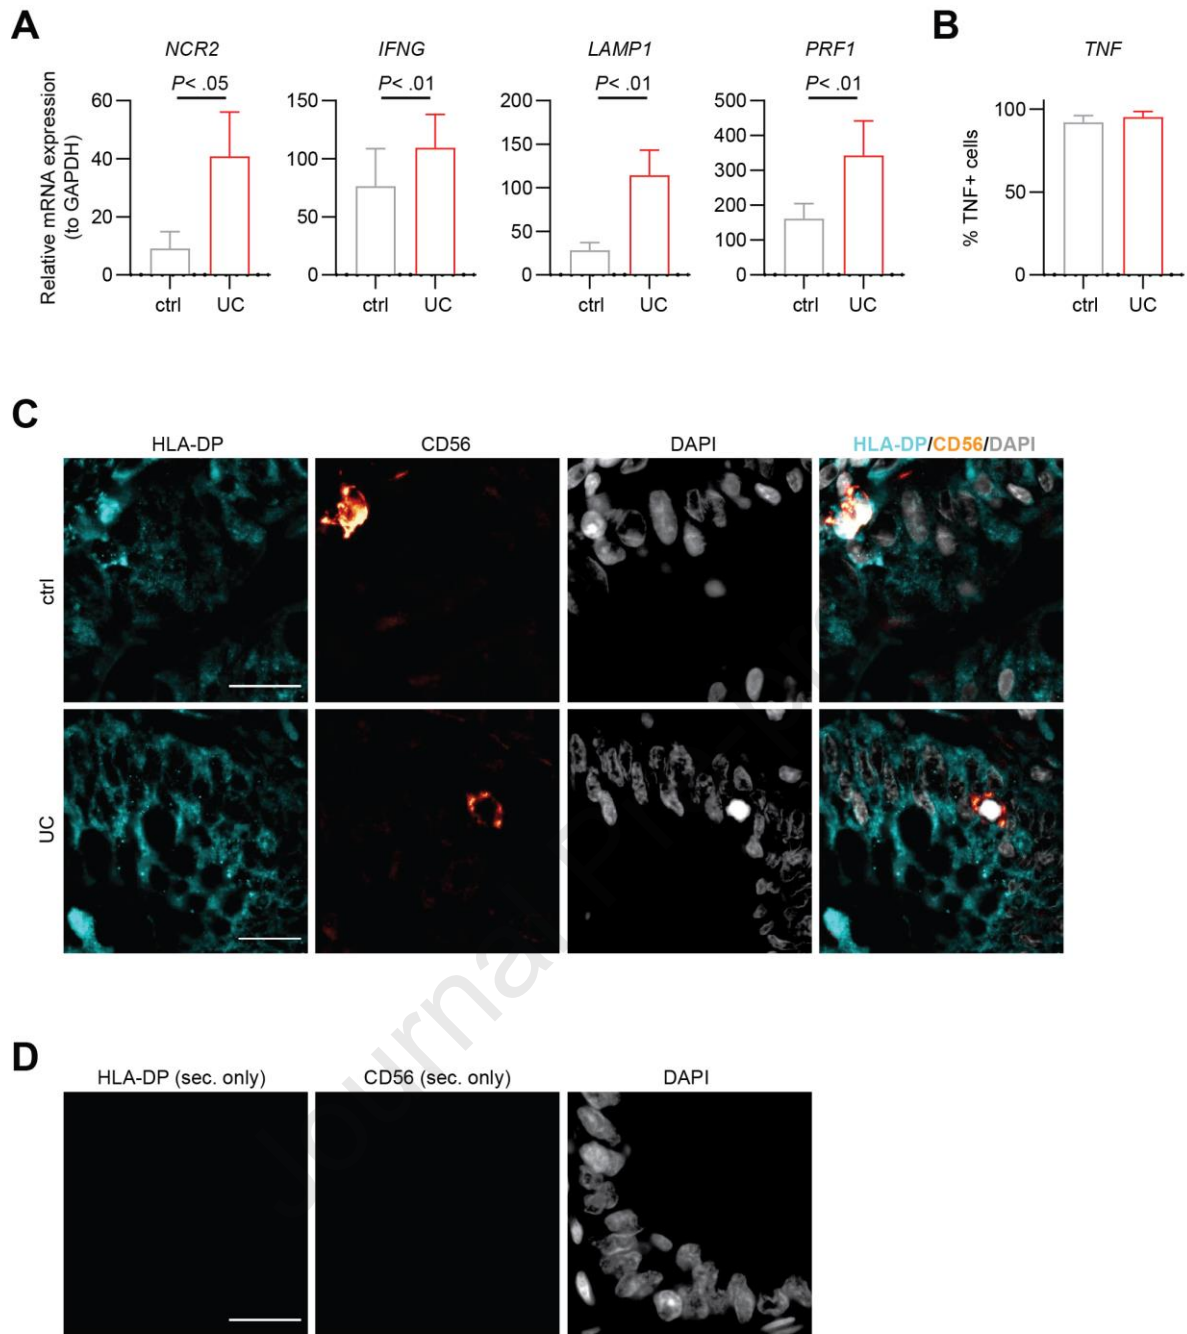 A
B
NCR2
IFNG
LAMP1
PRF1
TNF
P< .05
P< .01
P< .01
P< .01
Relative mRNA expression
(to GAPDH)
60
40
20
0
ctrl
UC
150
100
50
0
ctrl
UC
200
150
100
50
0
ctrl
UC
500
400
300
200
100
0
ctrl
UC
% TNF+ cells
100
50
0
ctrl
UC
C
HLA-DP
CD56
DAPI
HLA-DP/CD56/DAPI
ctrl
UC
D
HLA-DP (sec. only)
CD56 (sec. only)
DAPI
Journal Pre-pro